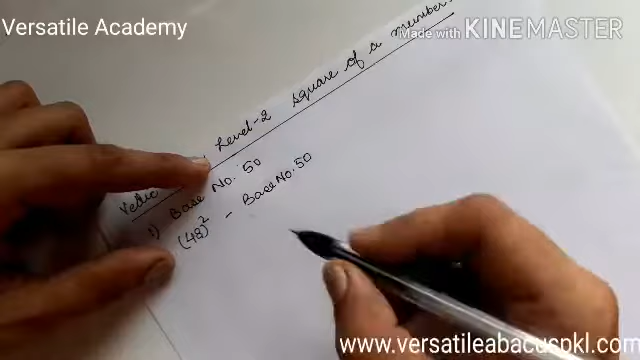 Versatile Academy
Made with KINEMASTER
Level-2 Square of a number.
1) Base No. 50
(48)² - Base No. 50
www.versatileabacuspkl.com